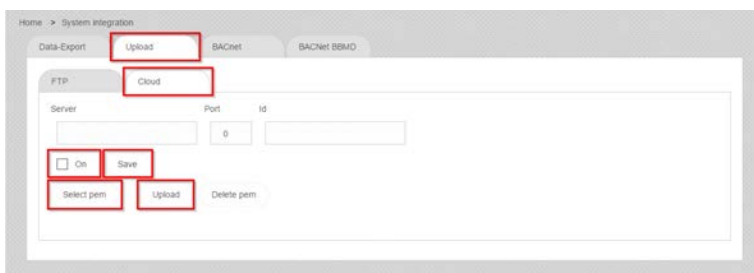 Home > System integration
Data-Export Upload BACnet BACNet BBMD
FTP Cloud
Server Port Id
0
On Save
Select pem Upload Delete pem